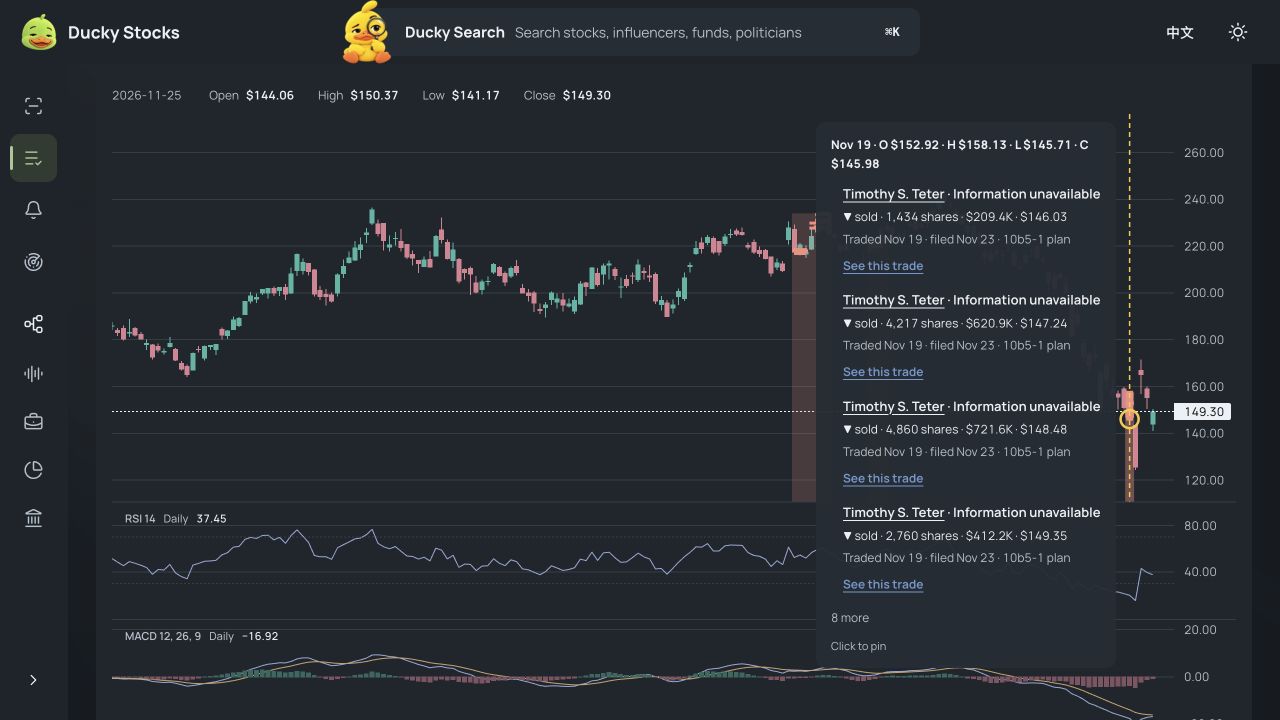 Ducky Stocks
Ducky Search Search stocks, influencers, funds, politicians ⌘K
中文
2026-11-25 Open $144.06 High $150.37 Low $141.17 Close $149.30
Nov 19 · O $152.92 · H $158.13 · L $145.71 · C
$145.98
Timothy S. Teter · Information unavailable
▼ sold · 1,434 shares · $209.4K · $146.03
Traded Nov 19 · filed Nov 23 · 10b5-1 plan
See this trade
Timothy S. Teter · Information unavailable
▼ sold · 4,217 shares · $620.9K · $147.24
Traded Nov 19 · filed Nov 23 · 10b5-1 plan
See this trade
Timothy S. Teter · Information unavailable
▼ sold · 4,860 shares · $721.6K · $148.48
Traded Nov 19 · filed Nov 23 · 10b5-1 plan
See this trade
Timothy S. Teter · Information unavailable
▼ sold · 2,760 shares · $412.2K · $149.35
Traded Nov 19 · filed Nov 23 · 10b5-1 plan
See this trade
8 more
Click to pin
260.00
240.00
220.00
200.00
180.00
160.00
149.30
140.00
120.00
RSI 14 Daily 37.45
80.00
40.00
MACD 12, 26, 9 Daily −16.92
20.00
0.00